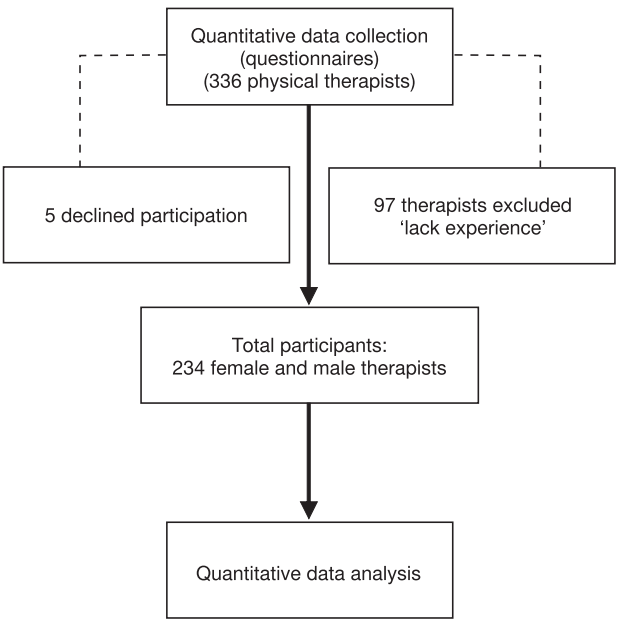 Quantitative data collection
(questionnaires)
(336 physical therapists)
5 declined participation
97 therapists excluded
‘lack experience’
Total participants:
234 female and male therapists
Quantitative data analysis